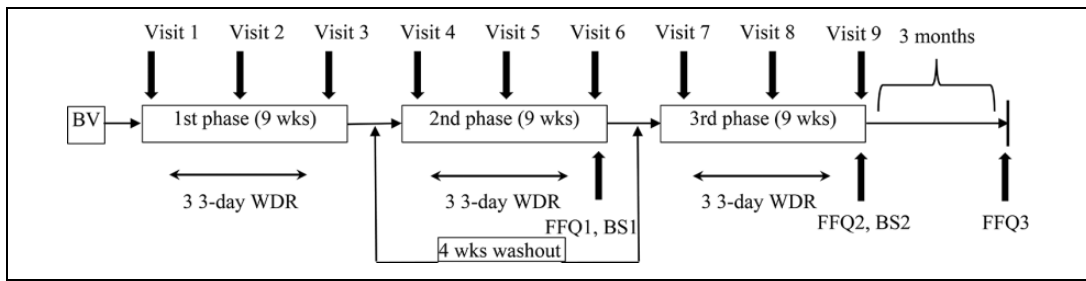 Visit 1 Visit 2 Visit 3 Visit 4 Visit 5 Visit 6 Visit 7 Visit 8 Visit 9 3 months
BV 1st phase (9 wks) 2nd phase (9 wks) 3rd phase (9 wks)
3 3-day WDR 3 3-day WDR 3 3-day WDR
FFQ1, BS1 FFQ2, BS2 FFQ3
4 wks washout